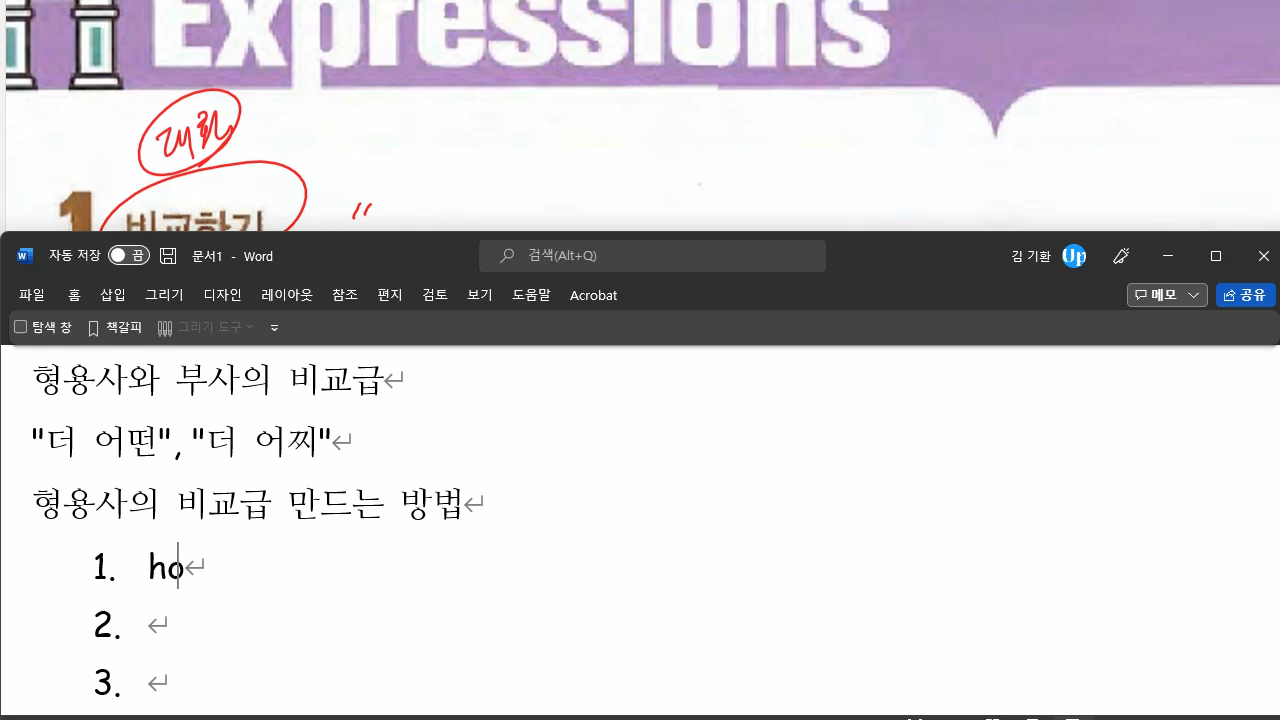 Expressions
대화
1 비교하기
"
자동 저장 끔 문서1 - Word 검색(Alt+Q) 김 기환 Up
파일 홈 삽입 그리기 디자인 레이아웃 참조 편지 검토 보기 도움말 Acrobat 메모 공유
탐색 창 책갈피 그리기 도구
형용사와 부사의 비교급↵
"더 어떤", "더 어찌"↵
형용사의 비교급 만드는 방법↵
1. ho↵
2. ↵
3. ↵